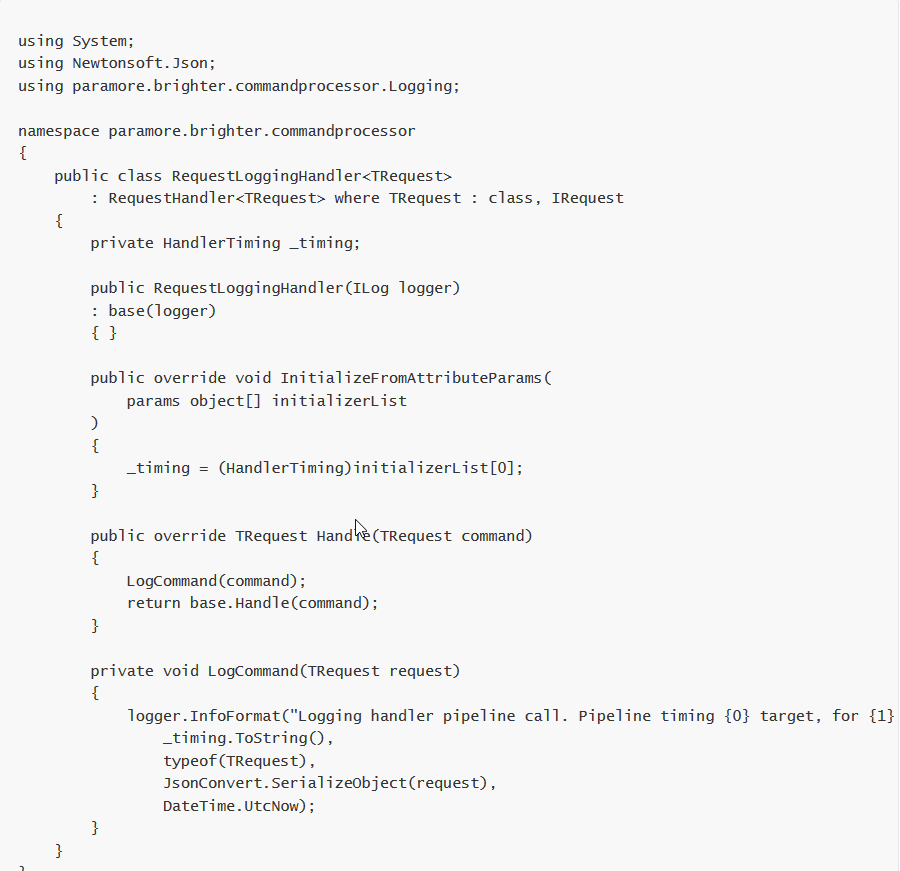 using System;
using Newtonsoft.Json;
using paramore.brighter.commandprocessor.Logging;
namespace paramore.brighter.commandprocessor
{
public class RequestLoggingHandler<TRequest>
: RequestHandler<TRequest> where TRequest : class, IRequest
{
private HandlerTiming _timing;
public RequestLoggingHandler(ILog logger)
: base(logger)
{ }
public override void InitializeFromAttributeParams(
params object[] initializerList
)
{
_timing = (HandlerTiming)initializerList[0];
}
public override TRequest Handle(TRequest command)
{
LogCommand(command);
return base.Handle(command);
}
private void LogCommand(TRequest request)
{
logger.InfoFormat("Logging handler pipeline call. Pipeline timing {0} target, for {1}
_timing.ToString(),
typeof(TRequest),
JsonConvert.SerializeObject(request),
DateTime.UtcNow);
}
}
}